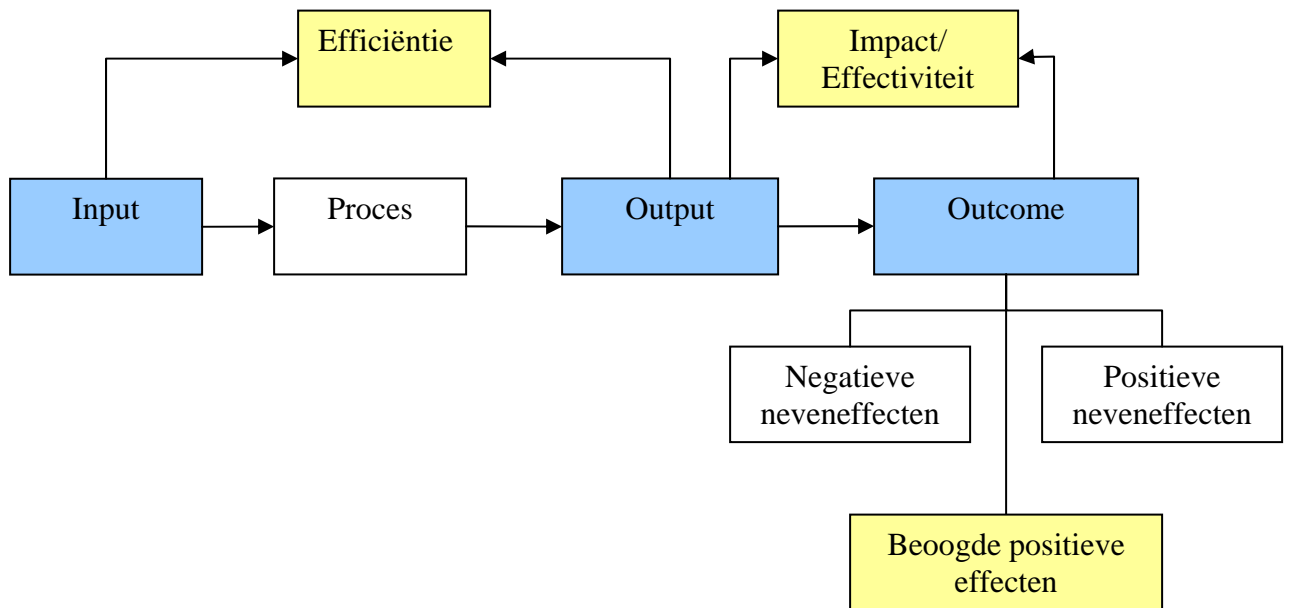 Efficiëntie
Impact/
Effectiviteit
Input
Proces
Output
Outcome
Negatieve
neveneffecten
Positieve
neveneffecten
Beoogde positieve
effecten